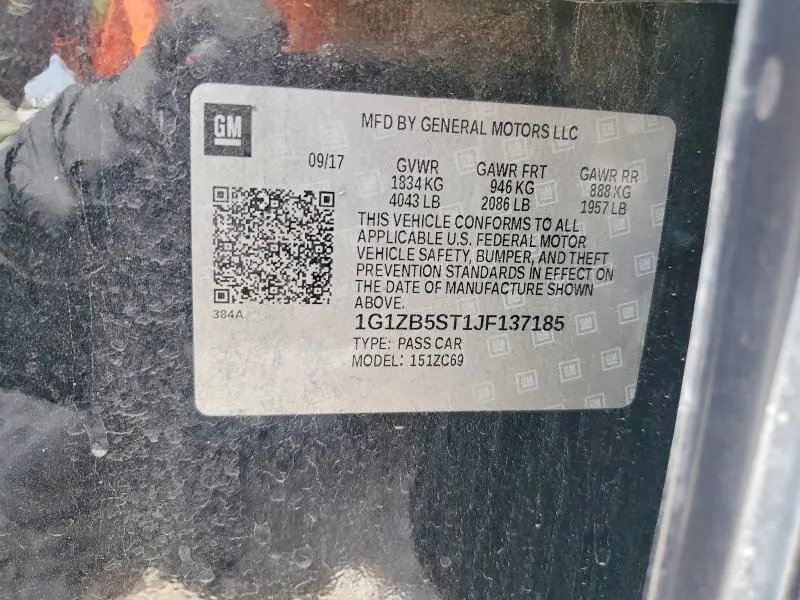 GM
MFD BY GENERAL MOTORS LLC
09/17 GVWR GAWR FRT GAWR RR
1834 KG 946 KG 888 KG
4043 LB 2086 LB 1957 LB
THIS VEHICLE CONFORMS TO ALL
APPLICABLE U.S. FEDERAL MOTOR
VEHICLE SAFETY, BUMPER, AND THEFT
PREVENTION STANDARDS IN EFFECT ON
THE DATE OF MANUFACTURE SHOWN
ABOVE.
384A
1G1ZB5ST1JF137185
TYPE: PASS CAR
MODEL: 151ZC69